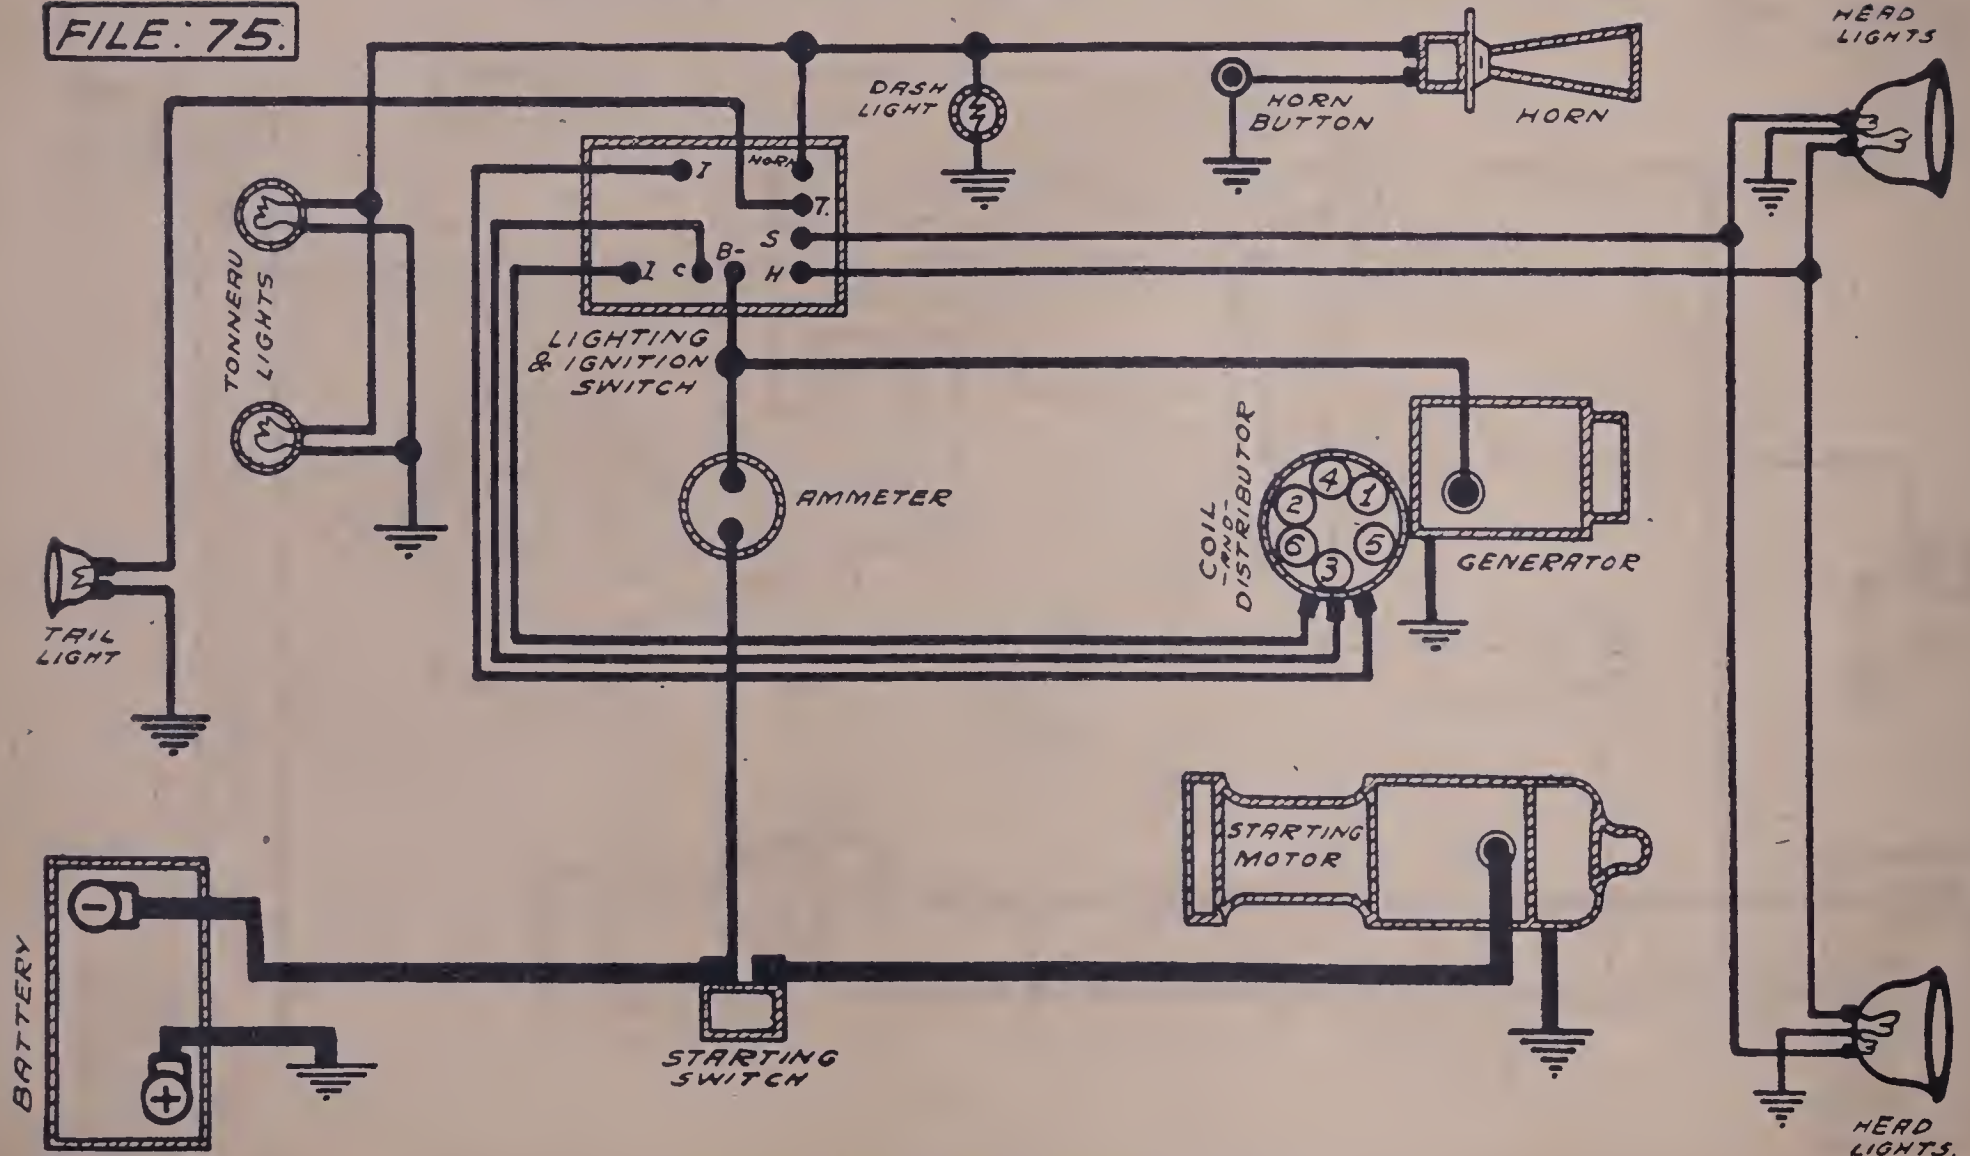 FILE: 75.
HEAD
LIGHTS
DASH
LIGHT
HORN
BUTTON
HORN
I
HORN
T.
S
B-
I
C
H
TONNEAU
LIGHTS
LIGHTING
& IGNITION
SWITCH
AMMETER
COIL
-AND-
DISTRIBUTOR
4
1
2
6
5
3
GENERATOR
TAIL
LIGHT
STARTING
MOTOR
BATTERY
-
+
STARTING
SWITCH
HEAD
LIGHTS.